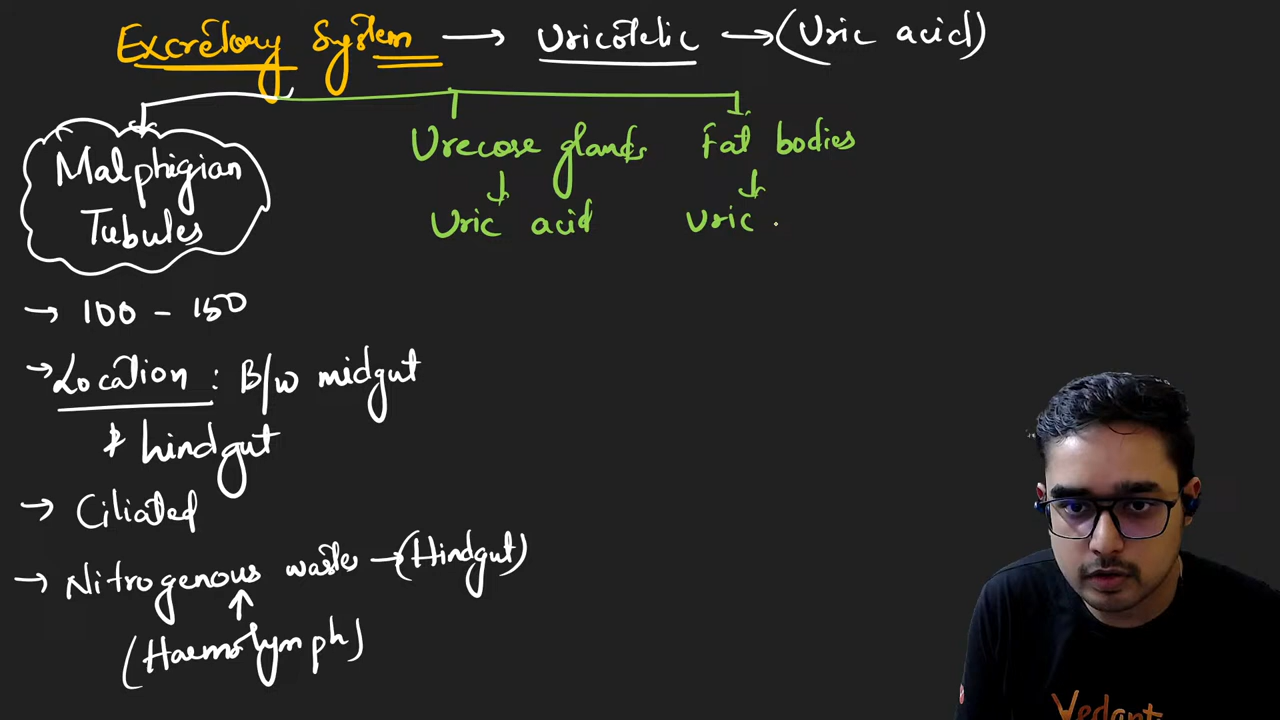 Excretory System → Uricotelic → (Uric acid)
Malphigian Tubules
Urecose glands
Fat bodies
Uric acid
Uric
→ 100 - 150
→ Location : B/w midgut
& hindgut
→ Ciliated
→ Nitrogenous waste → (Hindgut)
(Haemolymph)
Vedant